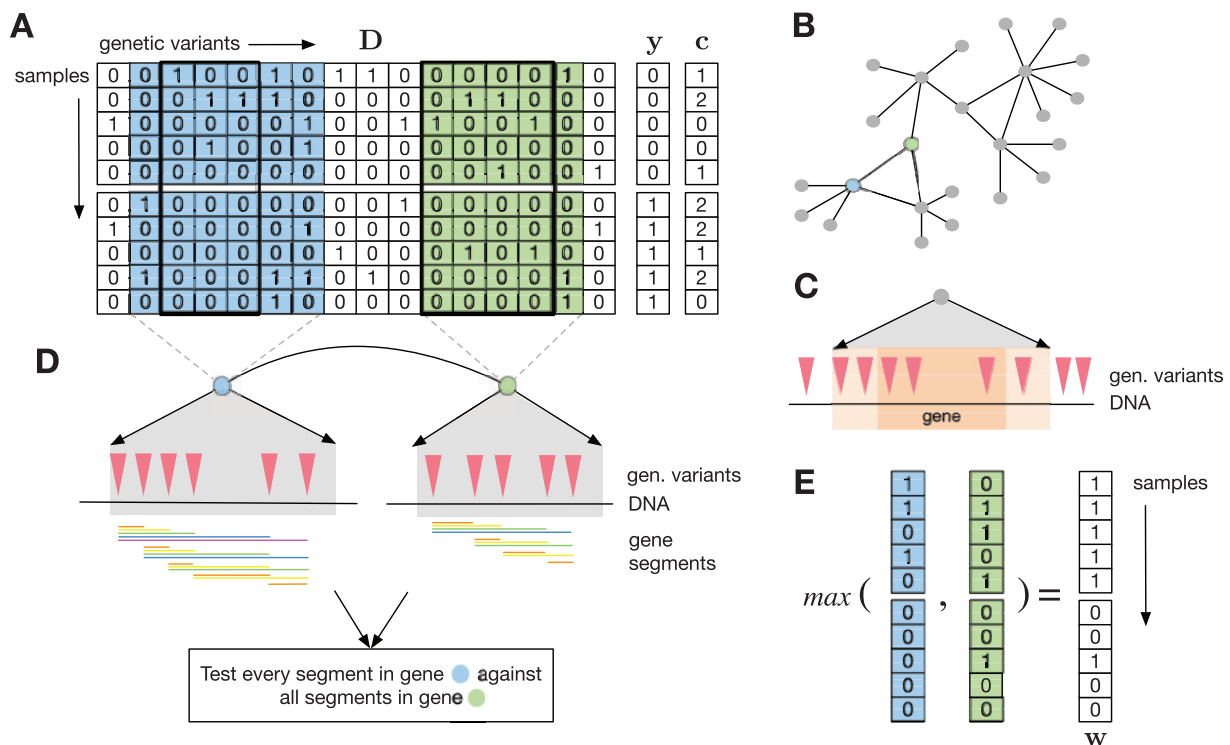 A
genetic variants D y c
samples
0 0 1 0 0 1 0 1 1 0 0 0 0 0 1 0 0 1
0 0 0 1 1 1 0 0 0 0 0 1 1 0 0 0 0 2
1 0 0 0 0 0 1 0 0 1 1 0 0 1 0 0 0 0
0 0 0 1 0 0 1 0 0 0 0 0 0 0 0 0 0 0
0 0 0 0 0 0 0 0 0 0 0 0 1 0 0 1 0 1
0 1 0 0 0 0 0 0 0 1 0 0 0 0 0 0 1 2
1 0 0 0 0 0 1 0 0 0 0 0 0 0 0 1 1 2
0 0 0 0 0 0 0 1 0 0 0 1 0 1 0 0 1 1
0 1 0 0 0 1 1 0 1 0 0 0 0 0 1 0 1 2
0 0 0 0 0 1 0 0 0 0 0 0 0 0 1 0 1 0
B
C
gen. variants
DNA
gene
D
gen. variants
DNA
gene
segments
Test every segment in gene against
all segments in gene
E
samples
1 0 1
1 1 1
0 1 1
1 0 1
0 1 1
max ( , ) =
0 0 0
0 0 0
0 1 1
0 0 0
0 0 0
w